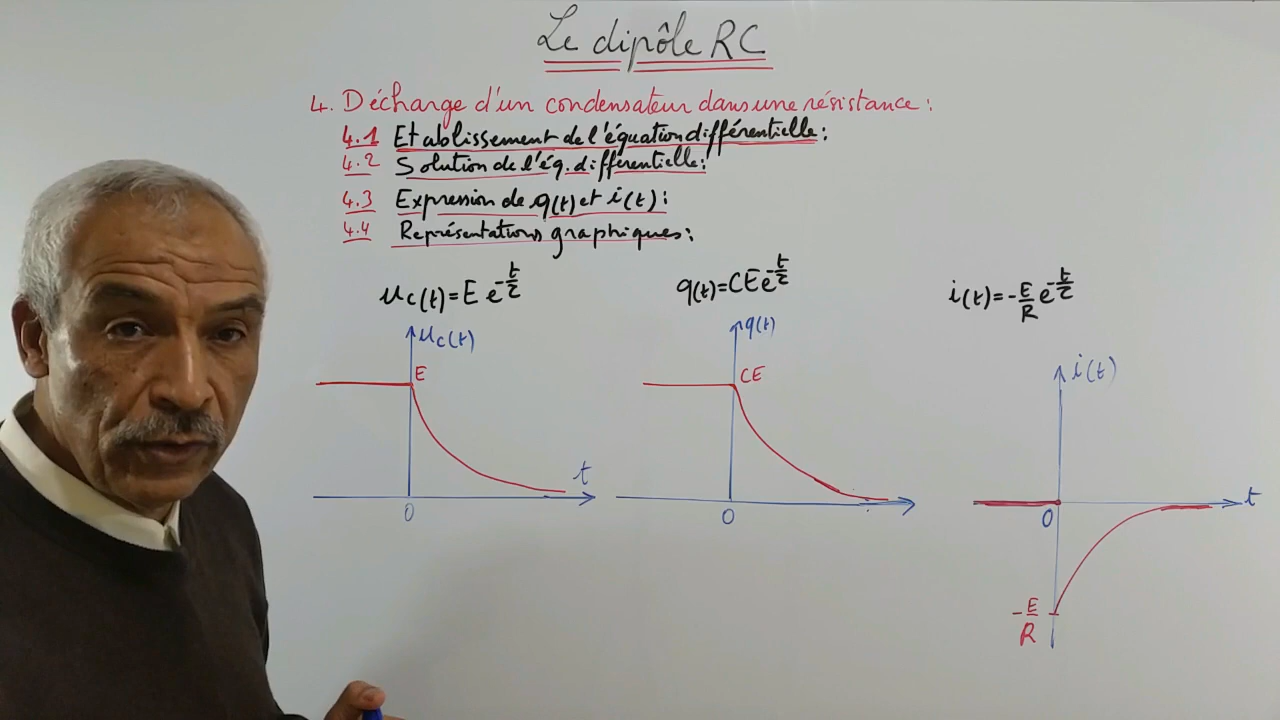 Le dipôle RC
4. Décharge d'un condensateur dans une résistance :
4.1 Etablissement de l'équation différentielle :
4.2 Solution de l'éq. différentielle :
4.3 Expression de q(t) et i(t) :
4.4 Représentations graphiques :
uc(t) = E e^-t/τ
q(t) = CE e^-t/τ
i(t) = -E/R e^-t/τ
uc(t)
E
t
0
q(t)
CE
0
i(t)
t
0
-E/R